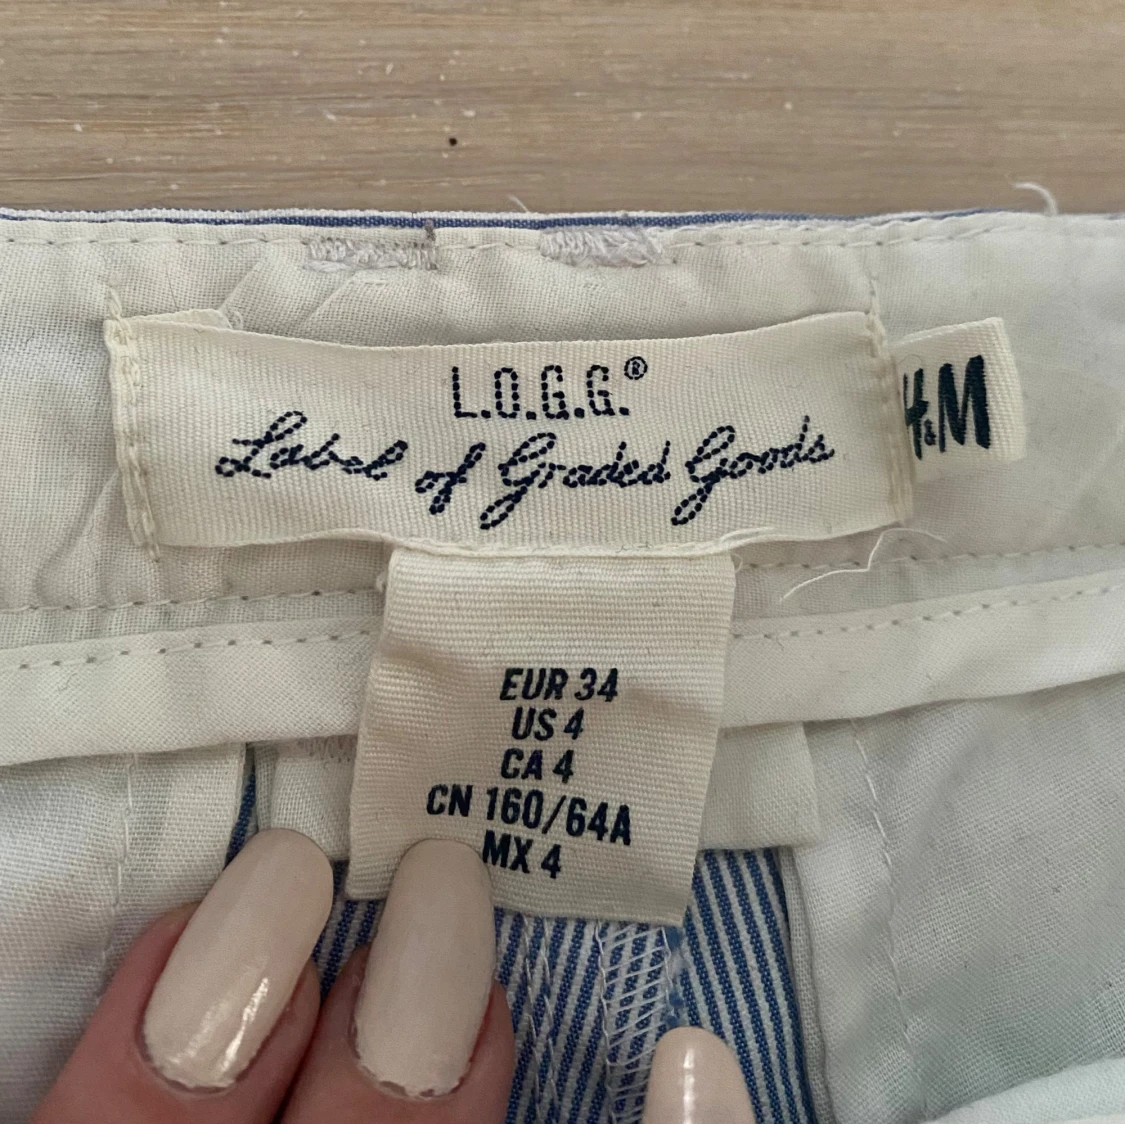 L.O.G.G.®
Label of Graded Goods
H&M
EUR 34
US 4
CA 4
CN 160/64A
MX 4